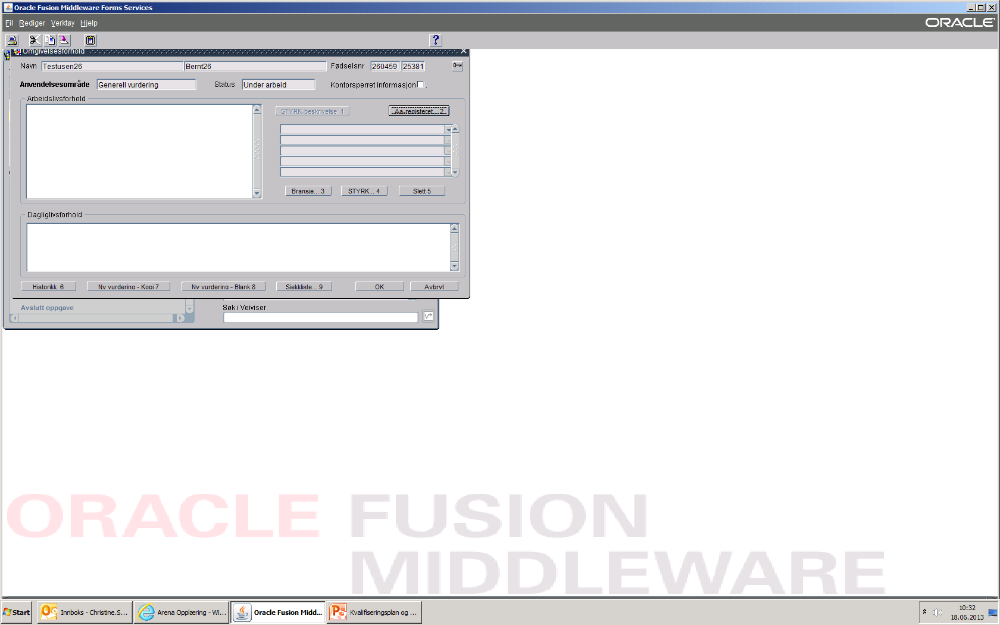 Oracle Fusion Middleware Forms Services
Fil Rediger Verktøy Hjelp
ORACLE
Omgivelsesforhold
Navn Testusen26 Bernt26 Fødselsnr 260459 25381
Anvendelsesområde Generell vurdering Status Under arbeid Kontorsperret informasjon .
Arbeidslivsforhold
STYRK-beskrivelse 1 Aa-registeret... 2
Bransje... 3 STYRK... 4 Slett 5
Dagliglivsforhold
Historikk 6 Ny vurdering - Kopi 7 Ny vurdering - Blank 8 Sjekkliste... 9 OK Avbryt
Avslutt oppgave
Søk i Veiviser
ORACLE FUSION
MIDDLEWARE
Start Innboks - Christine.S... Arena Opplæring - Wi... Oracle Fusion Midd... Kvalifiseringsplan og ...
10:32
18.06.2013